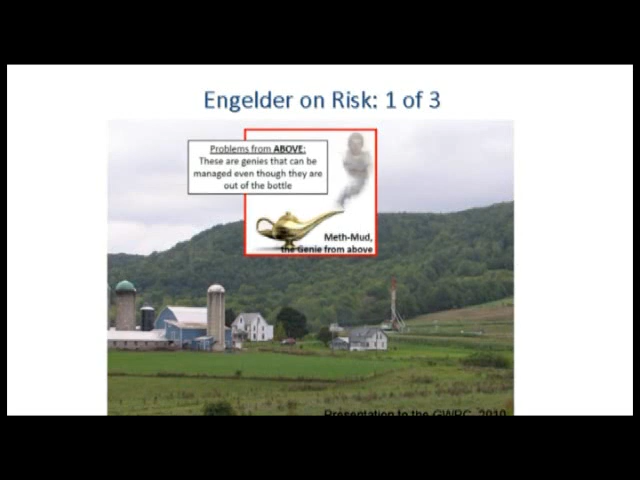 Engelder on Risk: 1 of 3
Problems from ABOVE:
These are genies that can be
managed even though they are
out of the bottle
Meth-Mud,
the Genie from above
Presentation to the GWPC, 2010